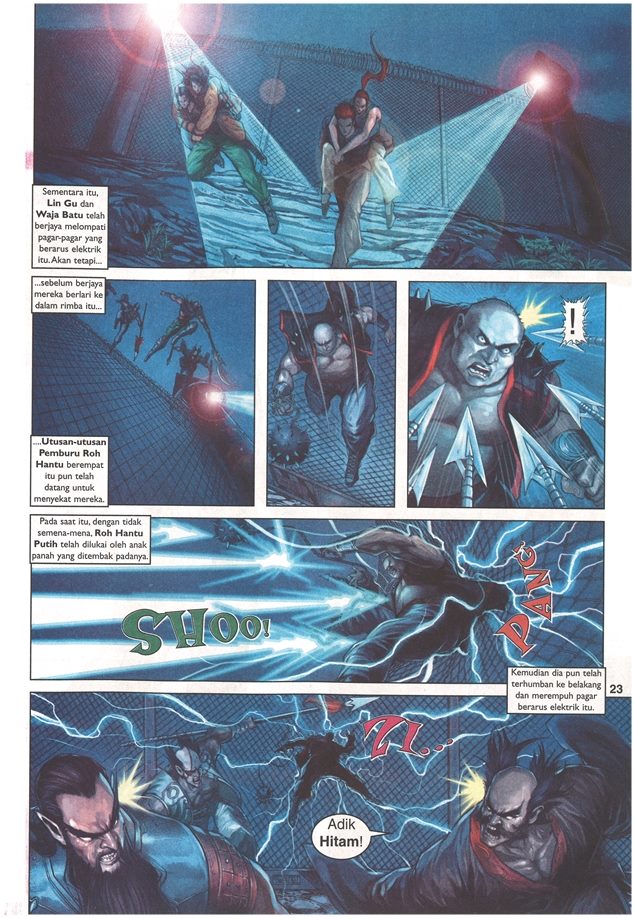 Sementara itu,
Lin Gu dan
Waja Batu telah
berjaya melompati
pagar-pagar yang
berarus elektrik
itu. Akan tetapi...
...sebelum berjaya
mereka berlari ke
dalam rimba itu...
....Utusan-utusan
Pemburu Roh
Hantu berempat
itu pun telah
datang untuk
menyekat mereka.
!
Pada saat itu, dengan tidak
semena-mena, Roh Hantu
Putih telah dilukai oleh anak
panah yang ditembak padanya.
SHOO!
PANG
Kemudian dia pun telah
terhumban ke belakang
dan merempuh pagar
berarus elektrik itu.
23
ZI...
Adik
Hitam!